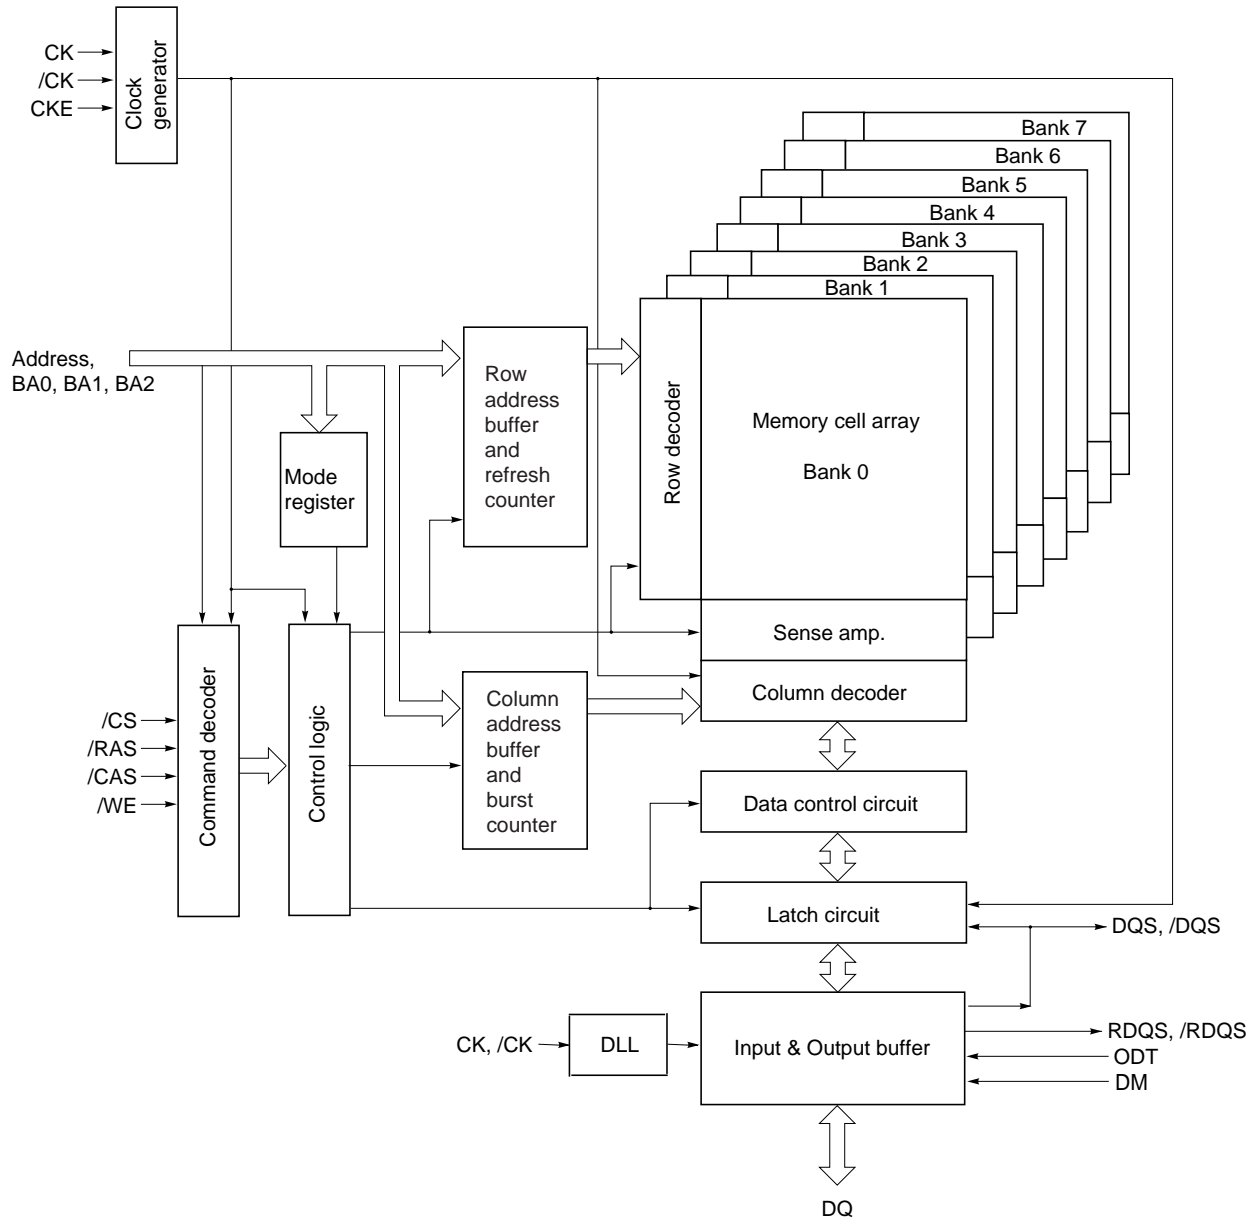 CK
/CK
CKE
Clock
generator
Bank 7
Bank 6
Bank 5
Bank 4
Bank 3
Bank 2
Bank 1
Address,
BA0, BA1, BA2
Mode
register
Row
address
buffer
and
refresh
counter
Row decoder
Memory cell array
Bank 0
Sense amp.
Column decoder
/CS
/RAS
/CAS
/WE
Command decoder
Control logic
Column
address
buffer
and
burst
counter
Data control circuit
Latch circuit
DQS, /DQS
CK, /CK
DLL
Input & Output buffer
RDQS, /RDQS
ODT
DM
DQ